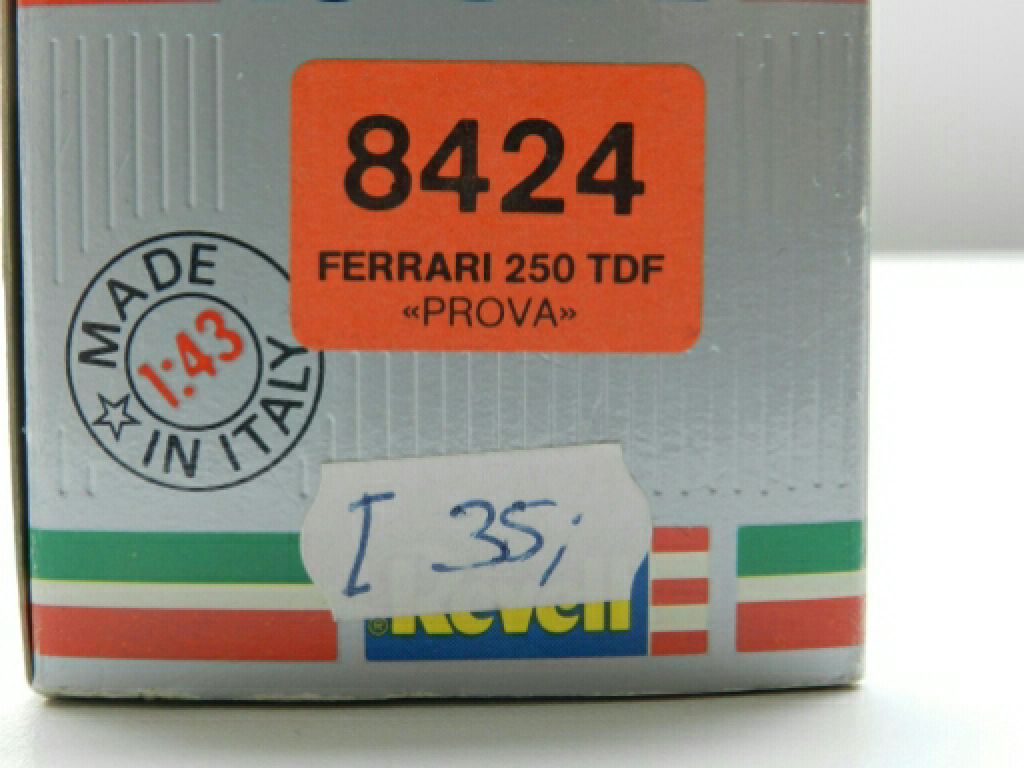 8424
FERRARI 250 TDF
«PROVA»
MADE IN ITALY
1:43
I 35,-
® Revell